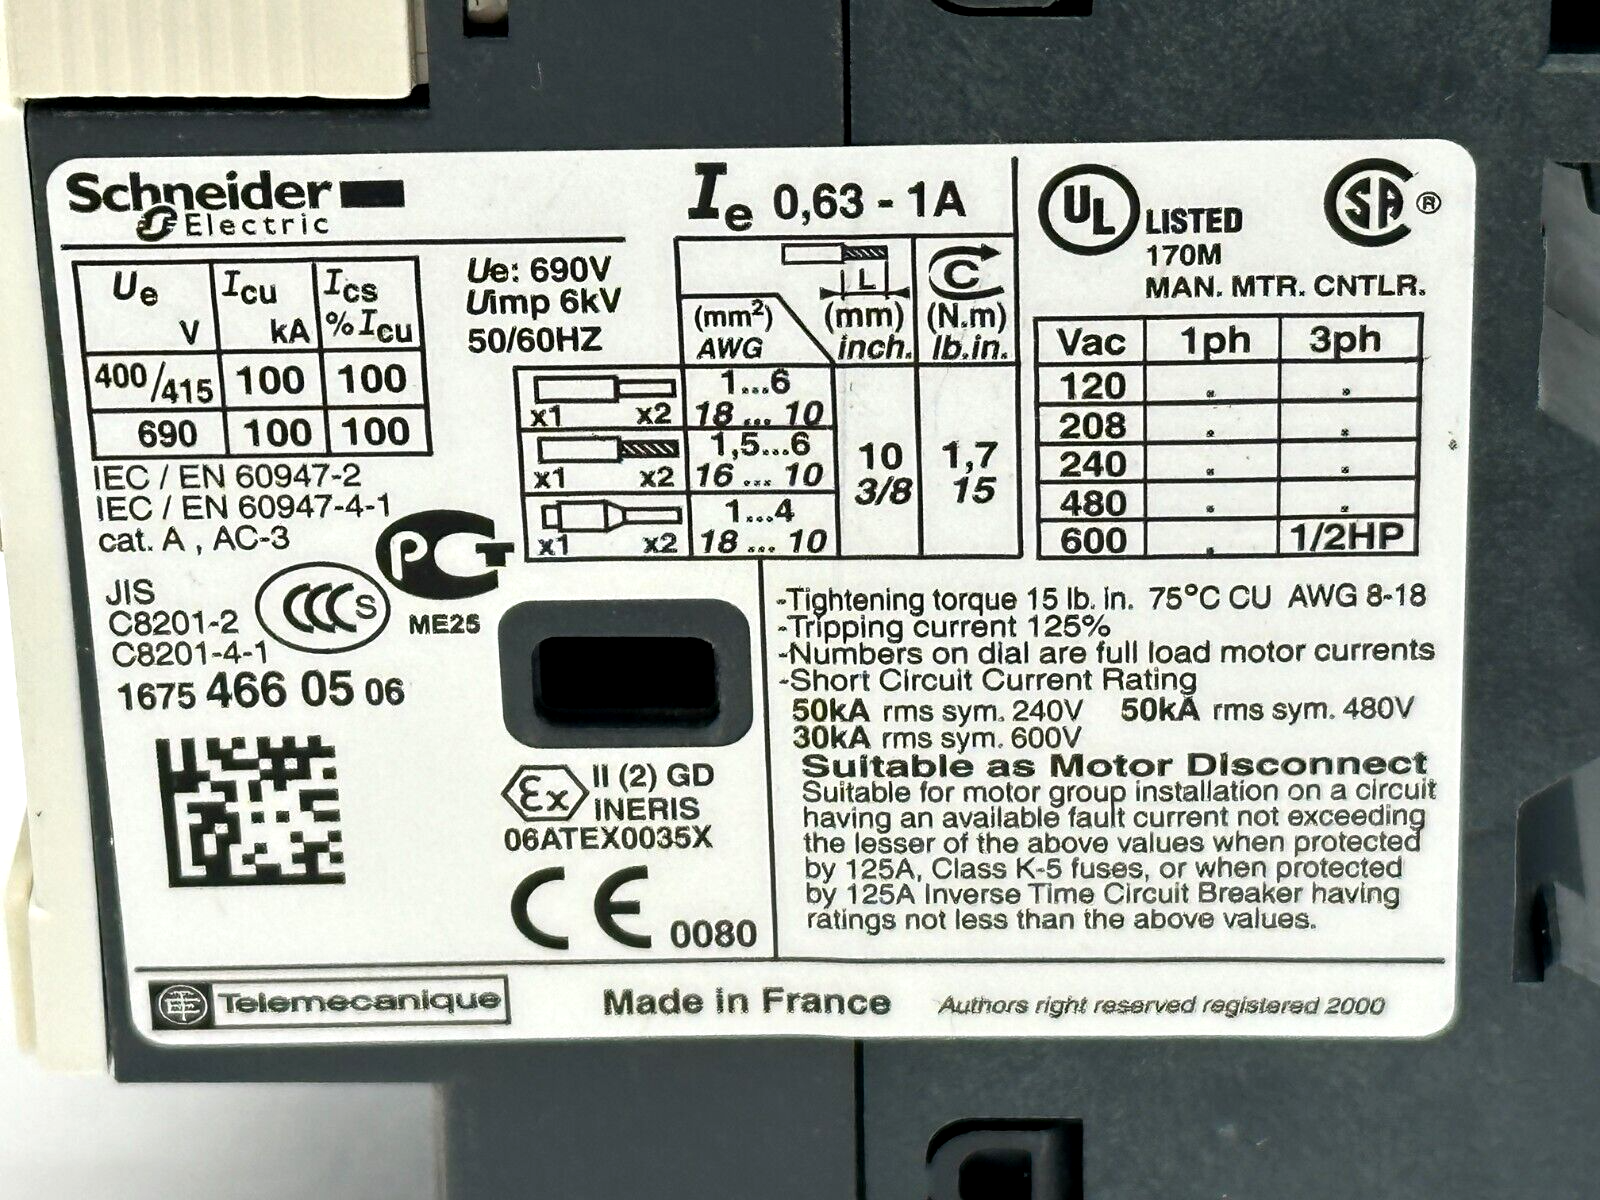 Schneider
Electric
Ie 0,63 - 1A
UL LISTED
170M
MAN. MTR. CNTLR.
SA ®
Ue V Icu kA Ics %Icu
400/415 100 100
690 100 100
Ue: 690V
Uimp 6kV
50/60HZ
L C
(mm²) (mm) (N.m)
AWG inch. lb.in.
x1 x2 1...6
18 ... 10
x1 x2 1,5...6
16 ... 10
x1 x2 1...4
18 ... 10
10 1,7
3/8 15
Vac 1ph 3ph
120 - -
208 - -
240 - -
480 - -
600 - 1/2HP
IEC / EN 60947-2
IEC / EN 60947-4-1
cat. A , AC-3
JIS
C8201-2
C8201-4-1
CCC S
PCT
ME25
1675 466 05 06
Ex II (2) GD
INERIS
06ATEX0035X
CE 0080
-Tightening torque 15 lb. in. 75°C CU AWG 8-18
-Tripping current 125%
-Numbers on dial are full load motor currents
-Short Circuit Current Rating
50kA rms sym. 240V 50kA rms sym. 480V
30kA rms sym. 600V
Suitable as Motor Disconnect
Suitable for motor group installation on a circuit
having an available fault current not exceeding
the lesser of the above values when protected
by 125A, Class K-5 fuses, or when protected
by 125A Inverse Time Circuit Breaker having
ratings not less than the above values.
Telemecanique
Made in France
Authors right reserved registered 2000